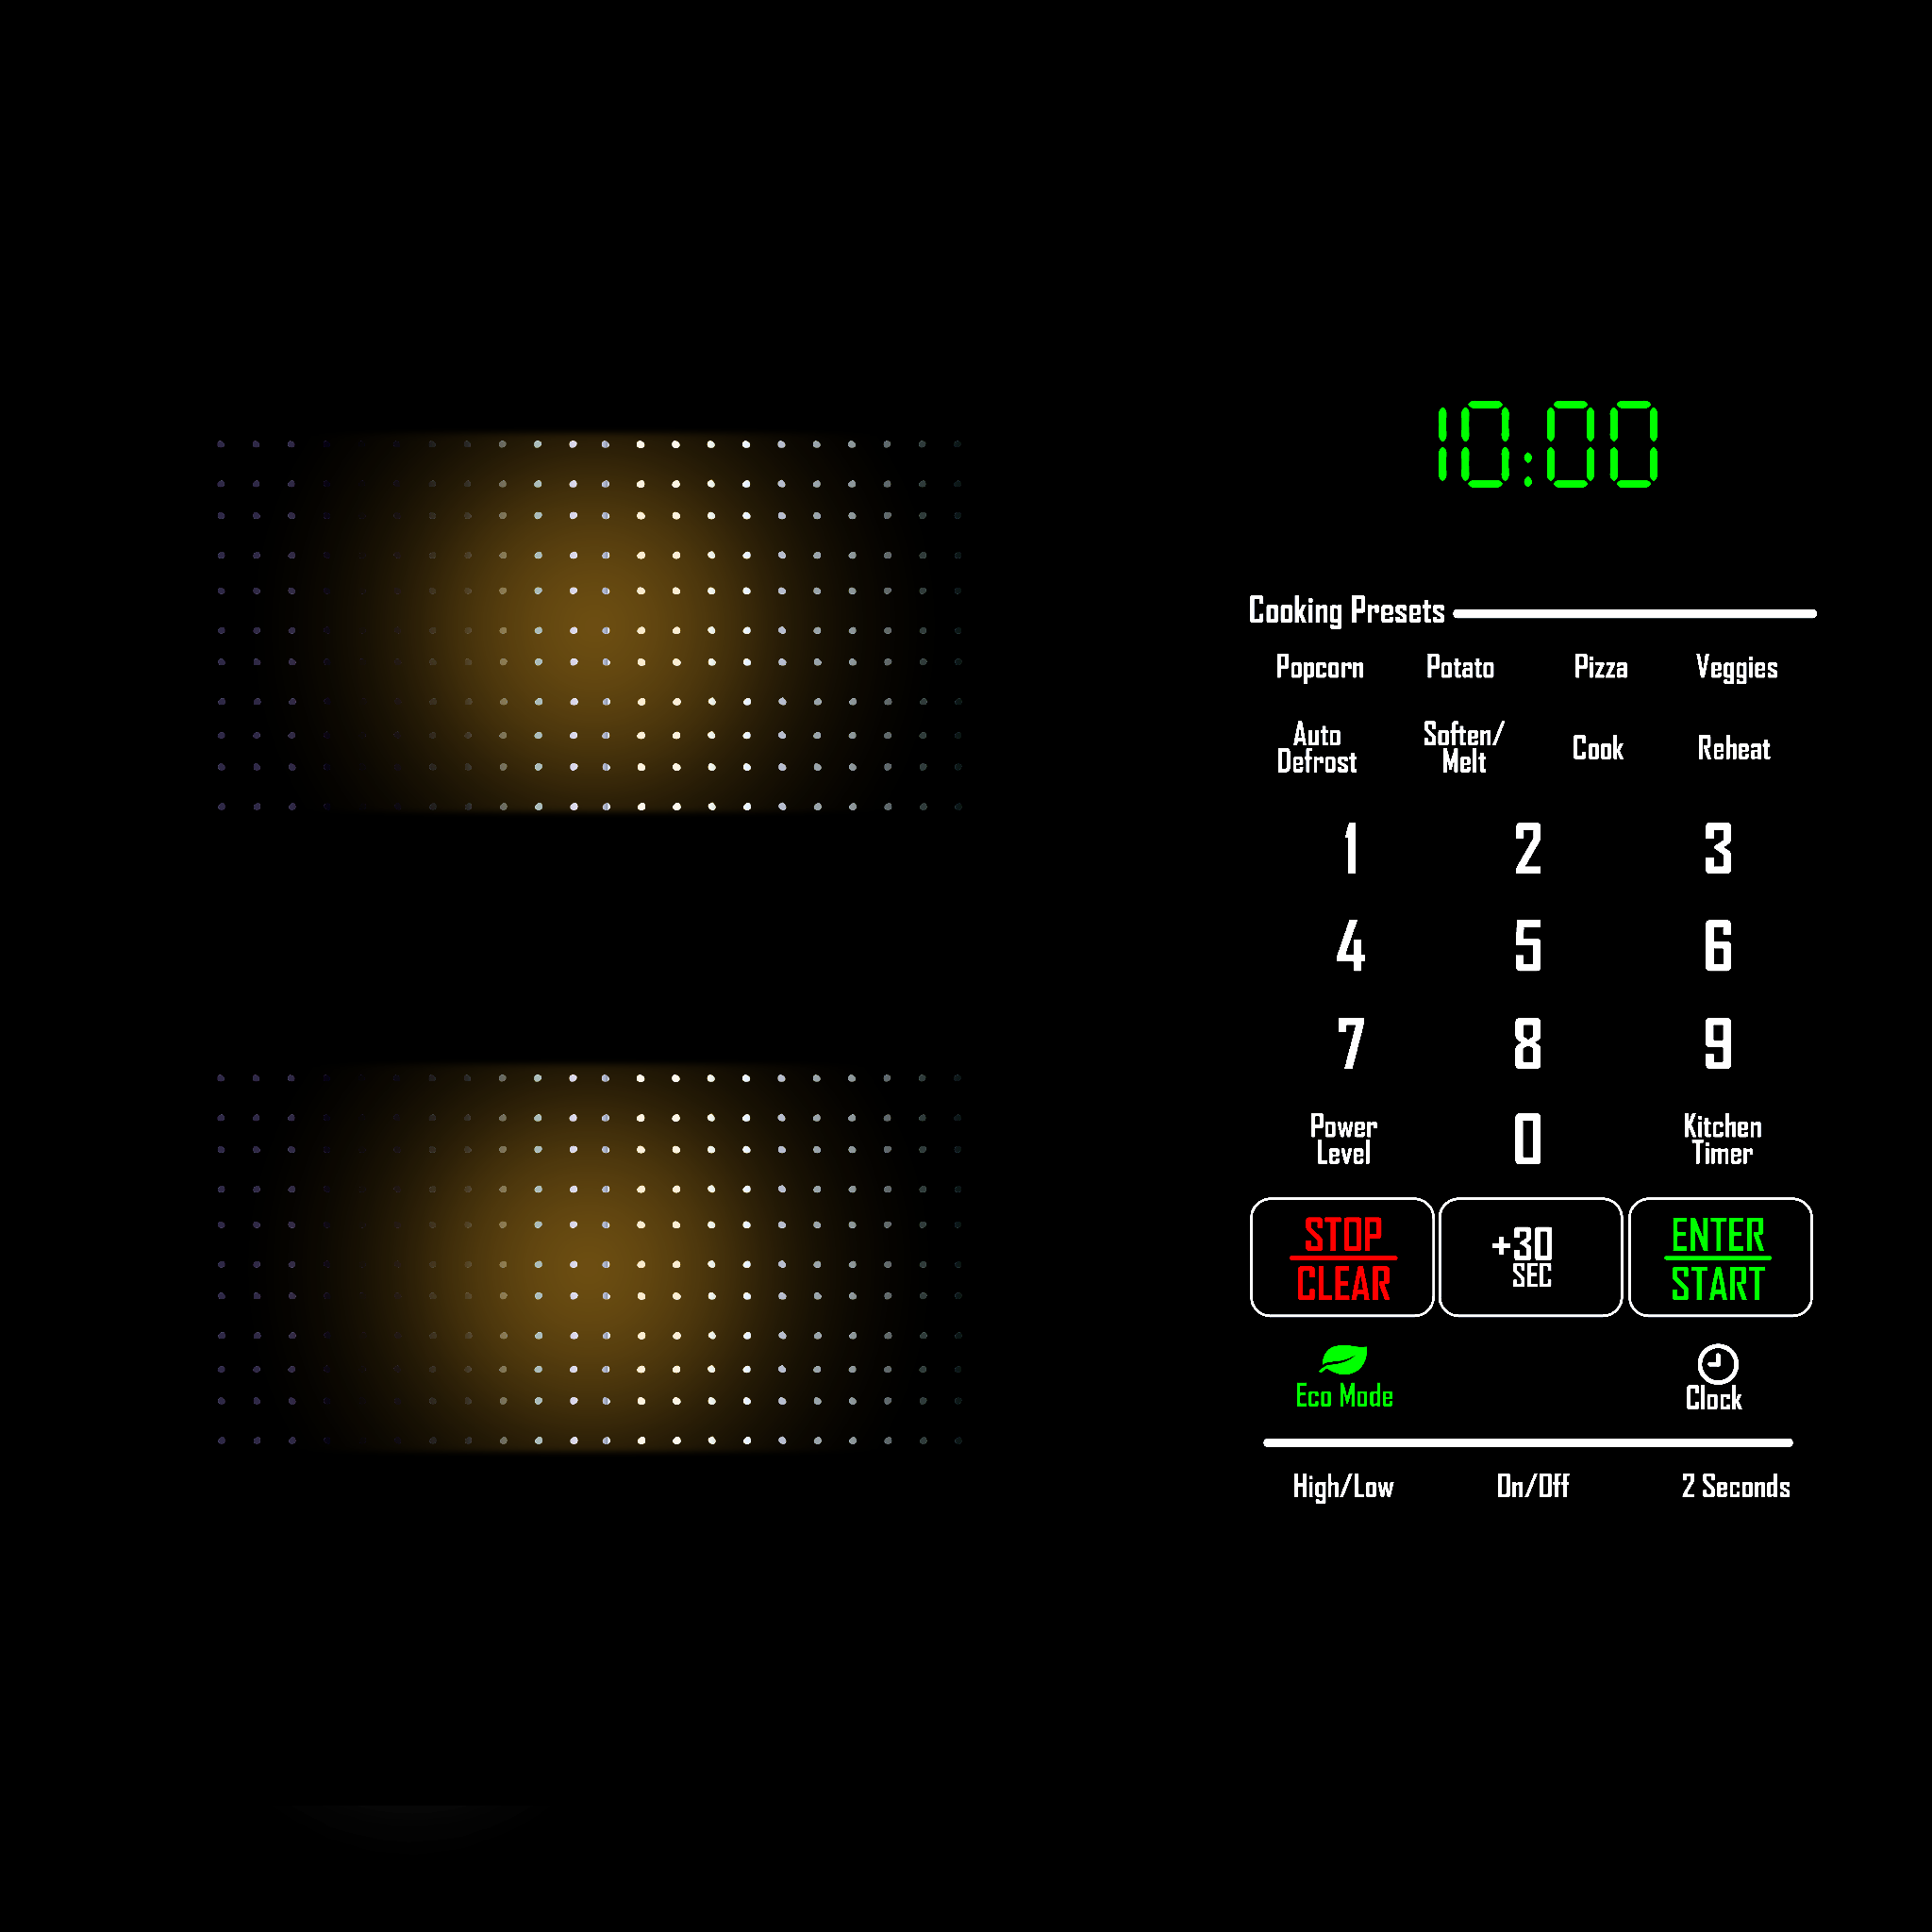 10:00
Cooking Presets
Popcorn Potato Pizza Veggies
Auto Defrost Soften/ Melt Cook Reheat
1 2 3
4 5 6
7 8 9
Power Level 0 Kitchen Timer
STOP CLEAR +30 SEC ENTER START
Eco Mode Clock
High/Low On/Off 2 Seconds